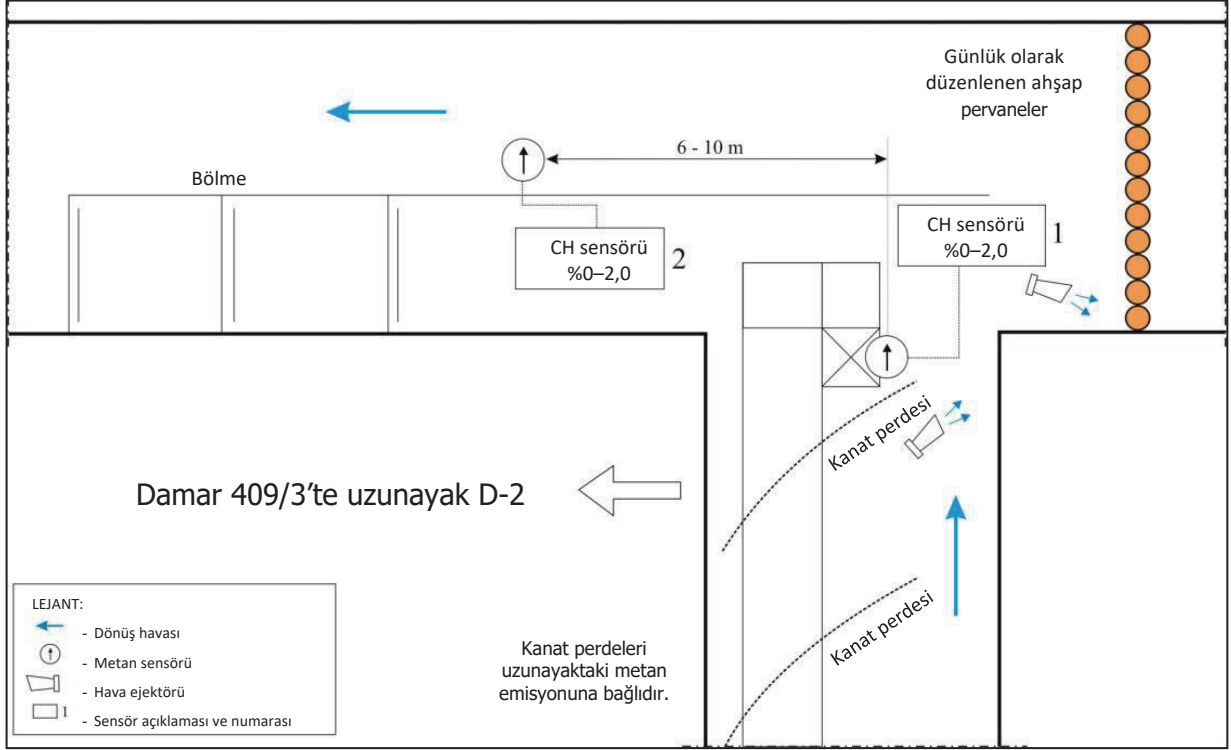 Günlük olarak
düzenlenen ahşap
pervaneler
6 - 10 m
Bölme
CH sensörü
%0–2,0
1
CH sensörü
%0–2,0
2
Kanat perdesi
Damar 409/3’te uzunayak D-2
Kanat perdesi
Kanat perdeleri
uzunayaktaki metan
emisyonuna bağlıdır.
LEJANT:
- Dönüş havası
- Metan sensörü
- Hava ejektörü
1 - Sensör açıklaması ve numarası